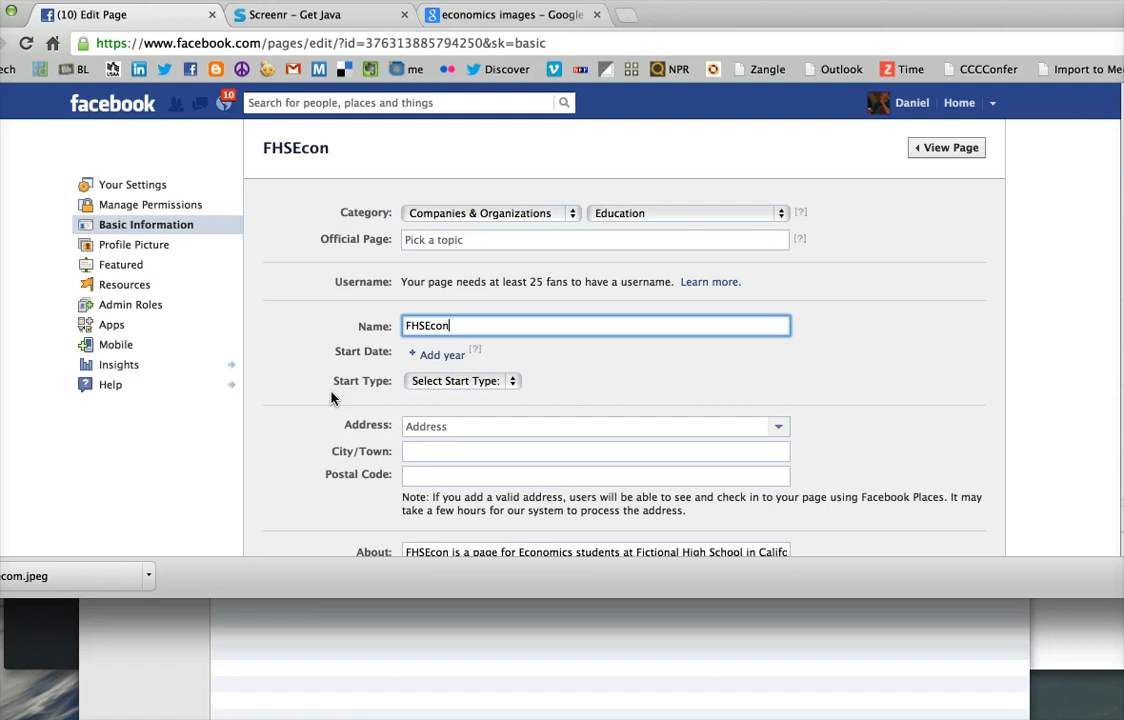 (10) Edit Page
Screenr - Get Java
economics images - Google
https://www.facebook.com/pages/edit/?id=376313885794250&sk=basic
ech BL me Discover NPR Zangle Outlook Time CCCConfer Import to Me
facebook 10 Search for people, places and things Daniel Home
FHSEcon View Page
Your Settings
Manage Permissions
Basic Information
Profile Picture
Featured
Resources
Admin Roles
Apps
Mobile
Insights
Help
Category: Companies & Organizations Education [?]
Official Page: Pick a topic [?]
Username: Your page needs at least 25 fans to have a username. Learn more.
Name: FHSEcon
Start Date: + Add year [?]
Start Type: Select Start Type:
Address: Address
City/Town:
Postal Code:
Note: If you add a valid address, users will be able to see and check in to your page using Facebook Places. It may
take a few hours for our system to process the address.
About: FHSEcon is a page for Economics students at Fictional High School in Califo
com.jpeg